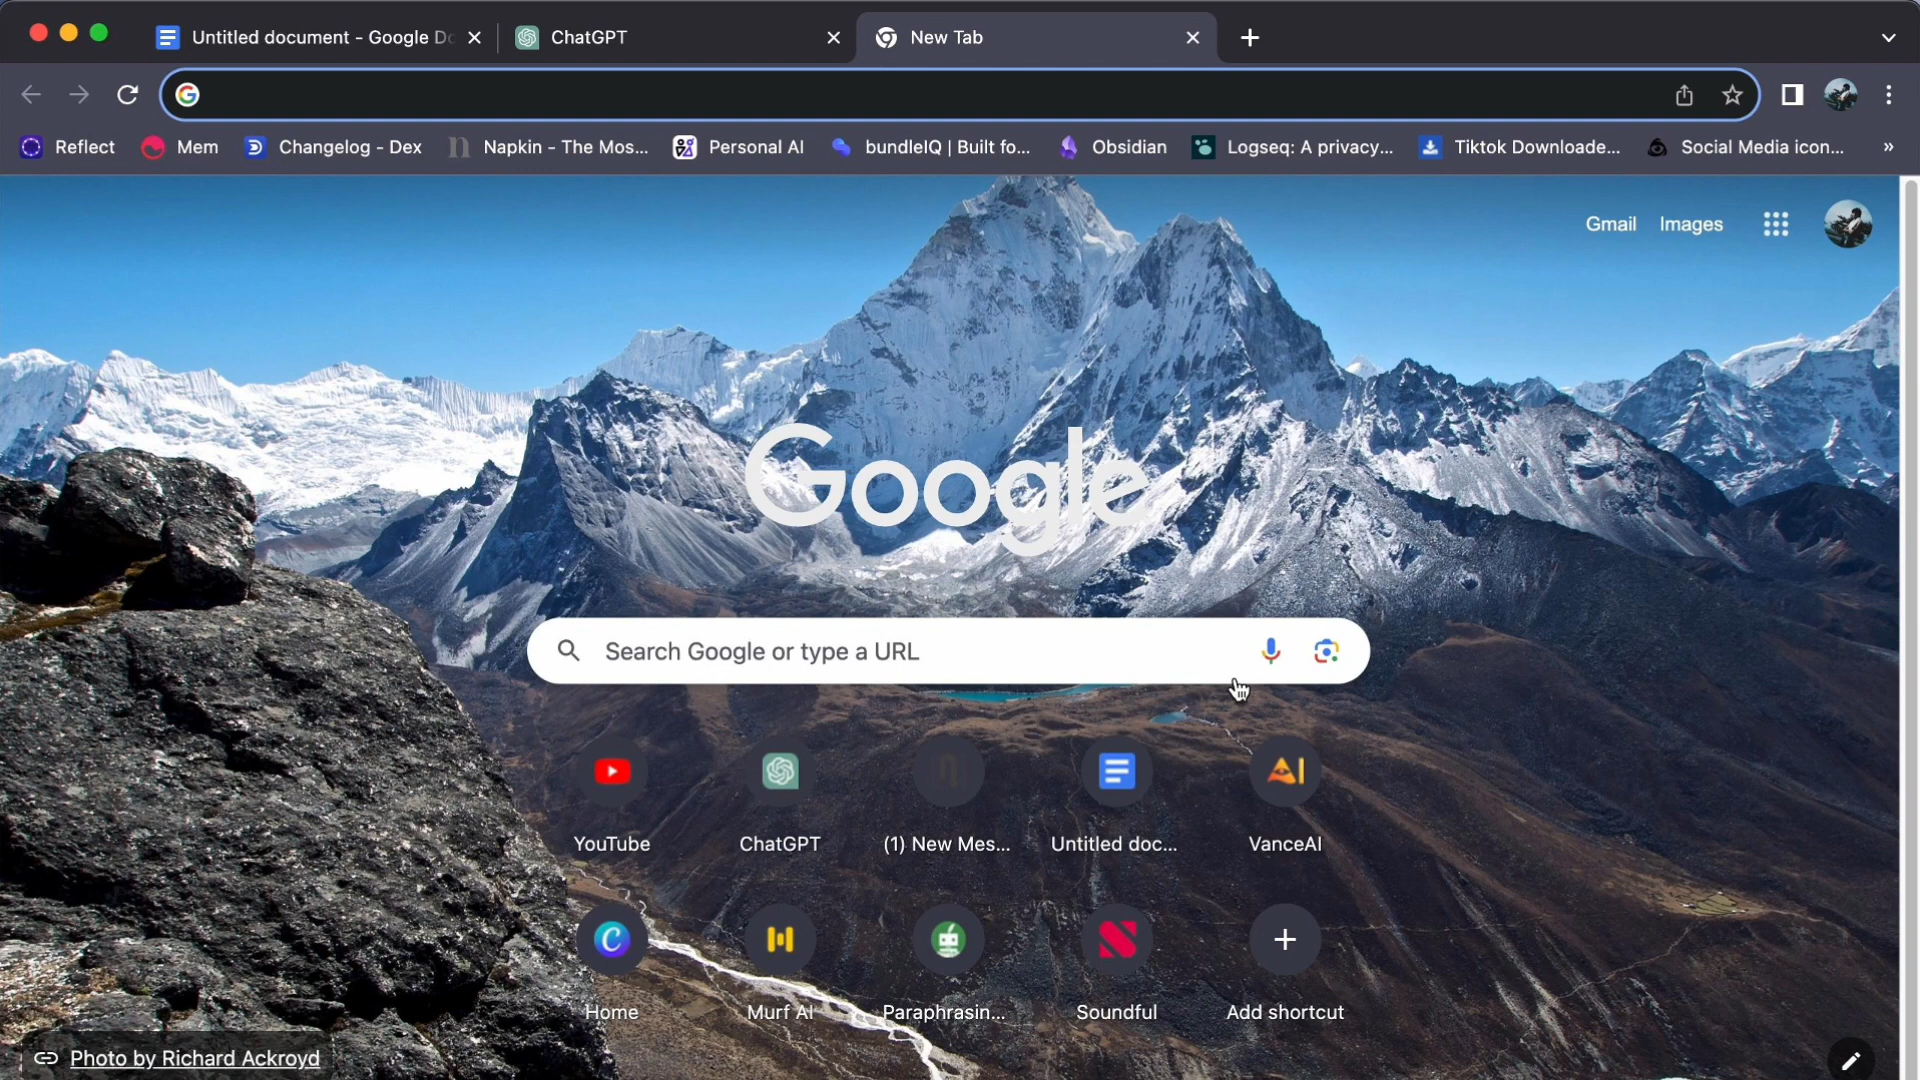 Untitled document - Google Do
ChatGPT
New Tab
Reflect
Mem
Changelog - Dex
Napkin - The Mos...
Personal AI
bundleIQ | Built fo...
Obsidian
Logseq: A privacy...
Tiktok Downloade...
Social Media icon...
Gmail
Images
Google
Search Google or type a URL
YouTube
ChatGPT
(1) New Mes...
Untitled doc...
VanceAI
Home
Murf AI
Paraphrasin...
Soundful
Add shortcut
Photo by Richard Ackroyd